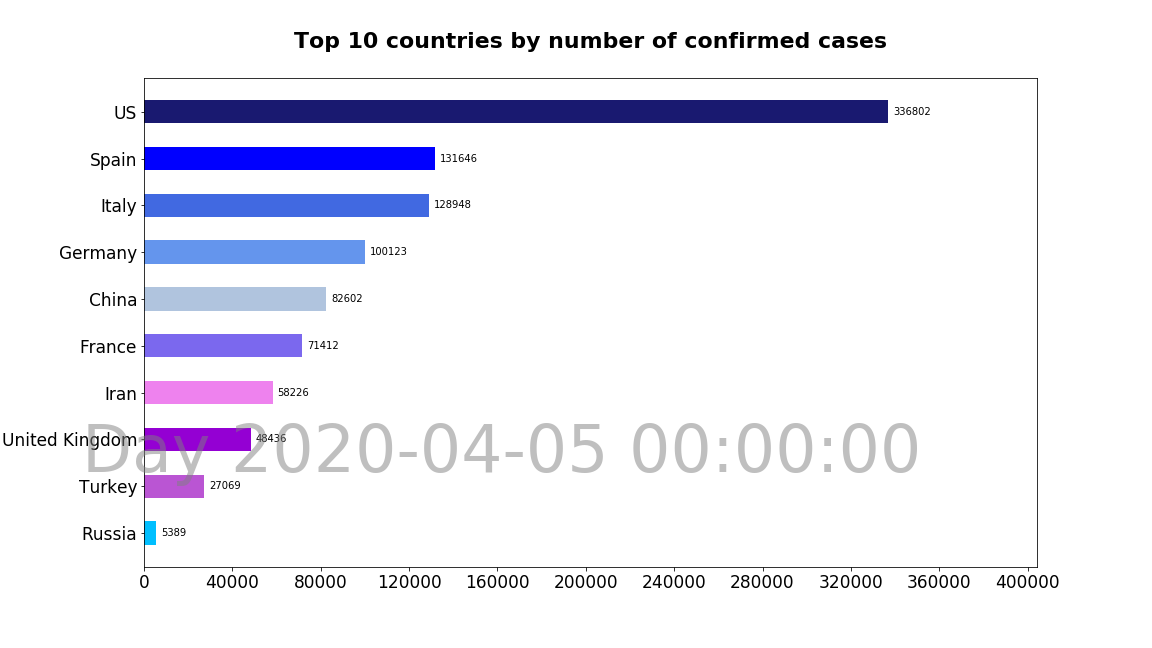 Top 10 countries by number of confirmed cases
US 336802
Spain 131646
Italy 128948
Germany 100123
China 82602
France 71412
Iran 58226
United Kingdom 48436
Day 2020-04-05 00:00:00
Turkey 27069
Russia 5389
0 40000 80000 120000 160000 200000 240000 280000 320000 360000 400000